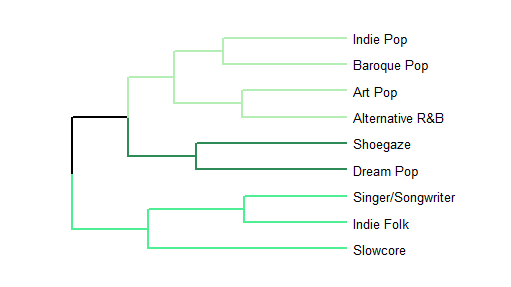 Indie Pop
Baroque Pop
Art Pop
Alternative R&B
Shoegaze
Dream Pop
Singer/Songwriter
Indie Folk
Slowcore